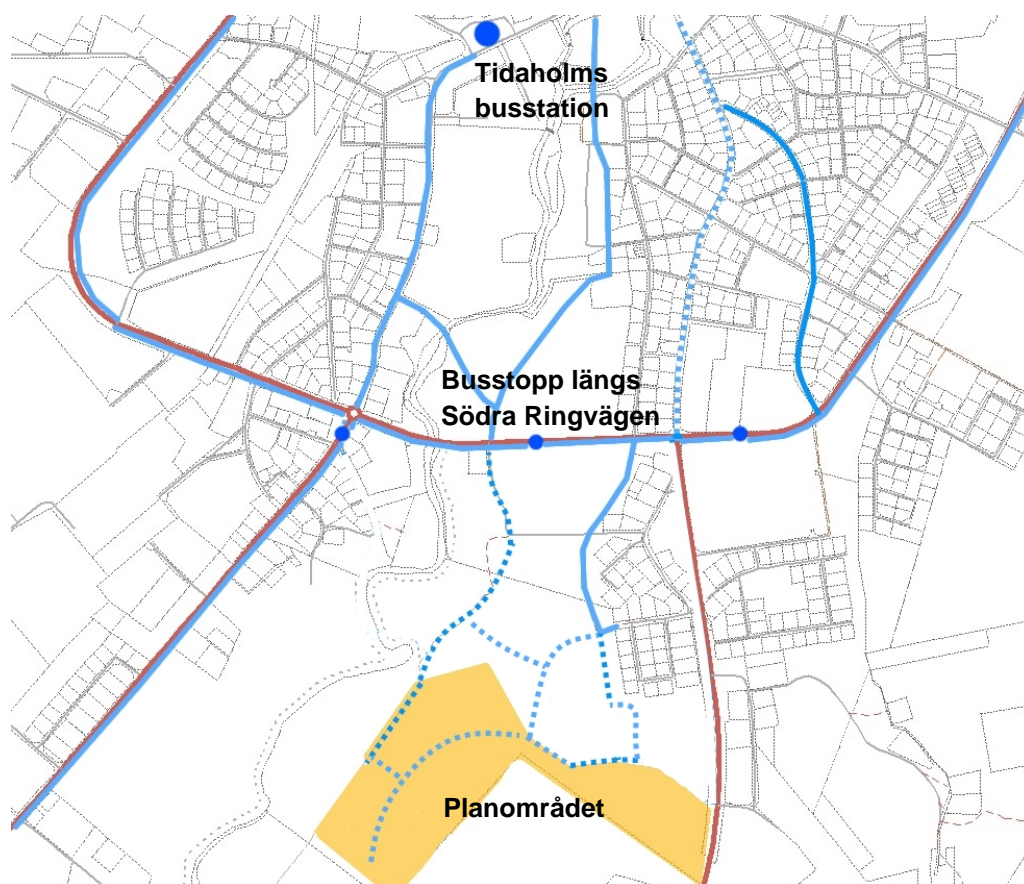 Tidaholms
busstation
Busstopp längs
Södra Ringvägen
Planområdet